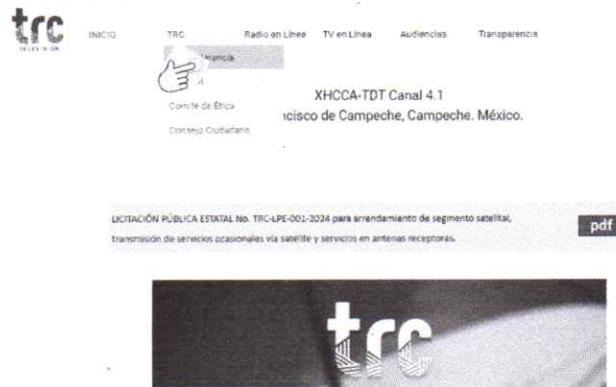 trc
TELEVISIÓN
INICIO TRC Radio en Línea TV en Línea Audiencias Transparencia
Comité de Ética
Consejo Ciudadano
XHCCA-TDT Canal 4.1
ncisco de Campeche, Campeche. México.
LICITACIÓN PÚBLICA ESTATAL No. TRC-LPE-001-2024 para arrendamiento de segmento satelital,
transmisión de servicios ocasionales vía satélite y servicios en antenas receptoras.
pdf
trc